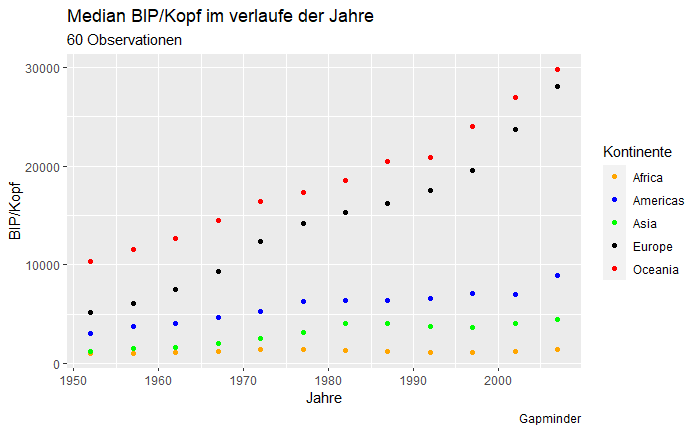 Median BIP/Kopf im verlaufe der Jahre
60 Observationen
BIP/Kopf
30000
20000
10000
0
1950
1960
1970
1980
1990
2000
Jahre
Kontinente
Africa
Americas
Asia
Europe
Oceania
Gapminder